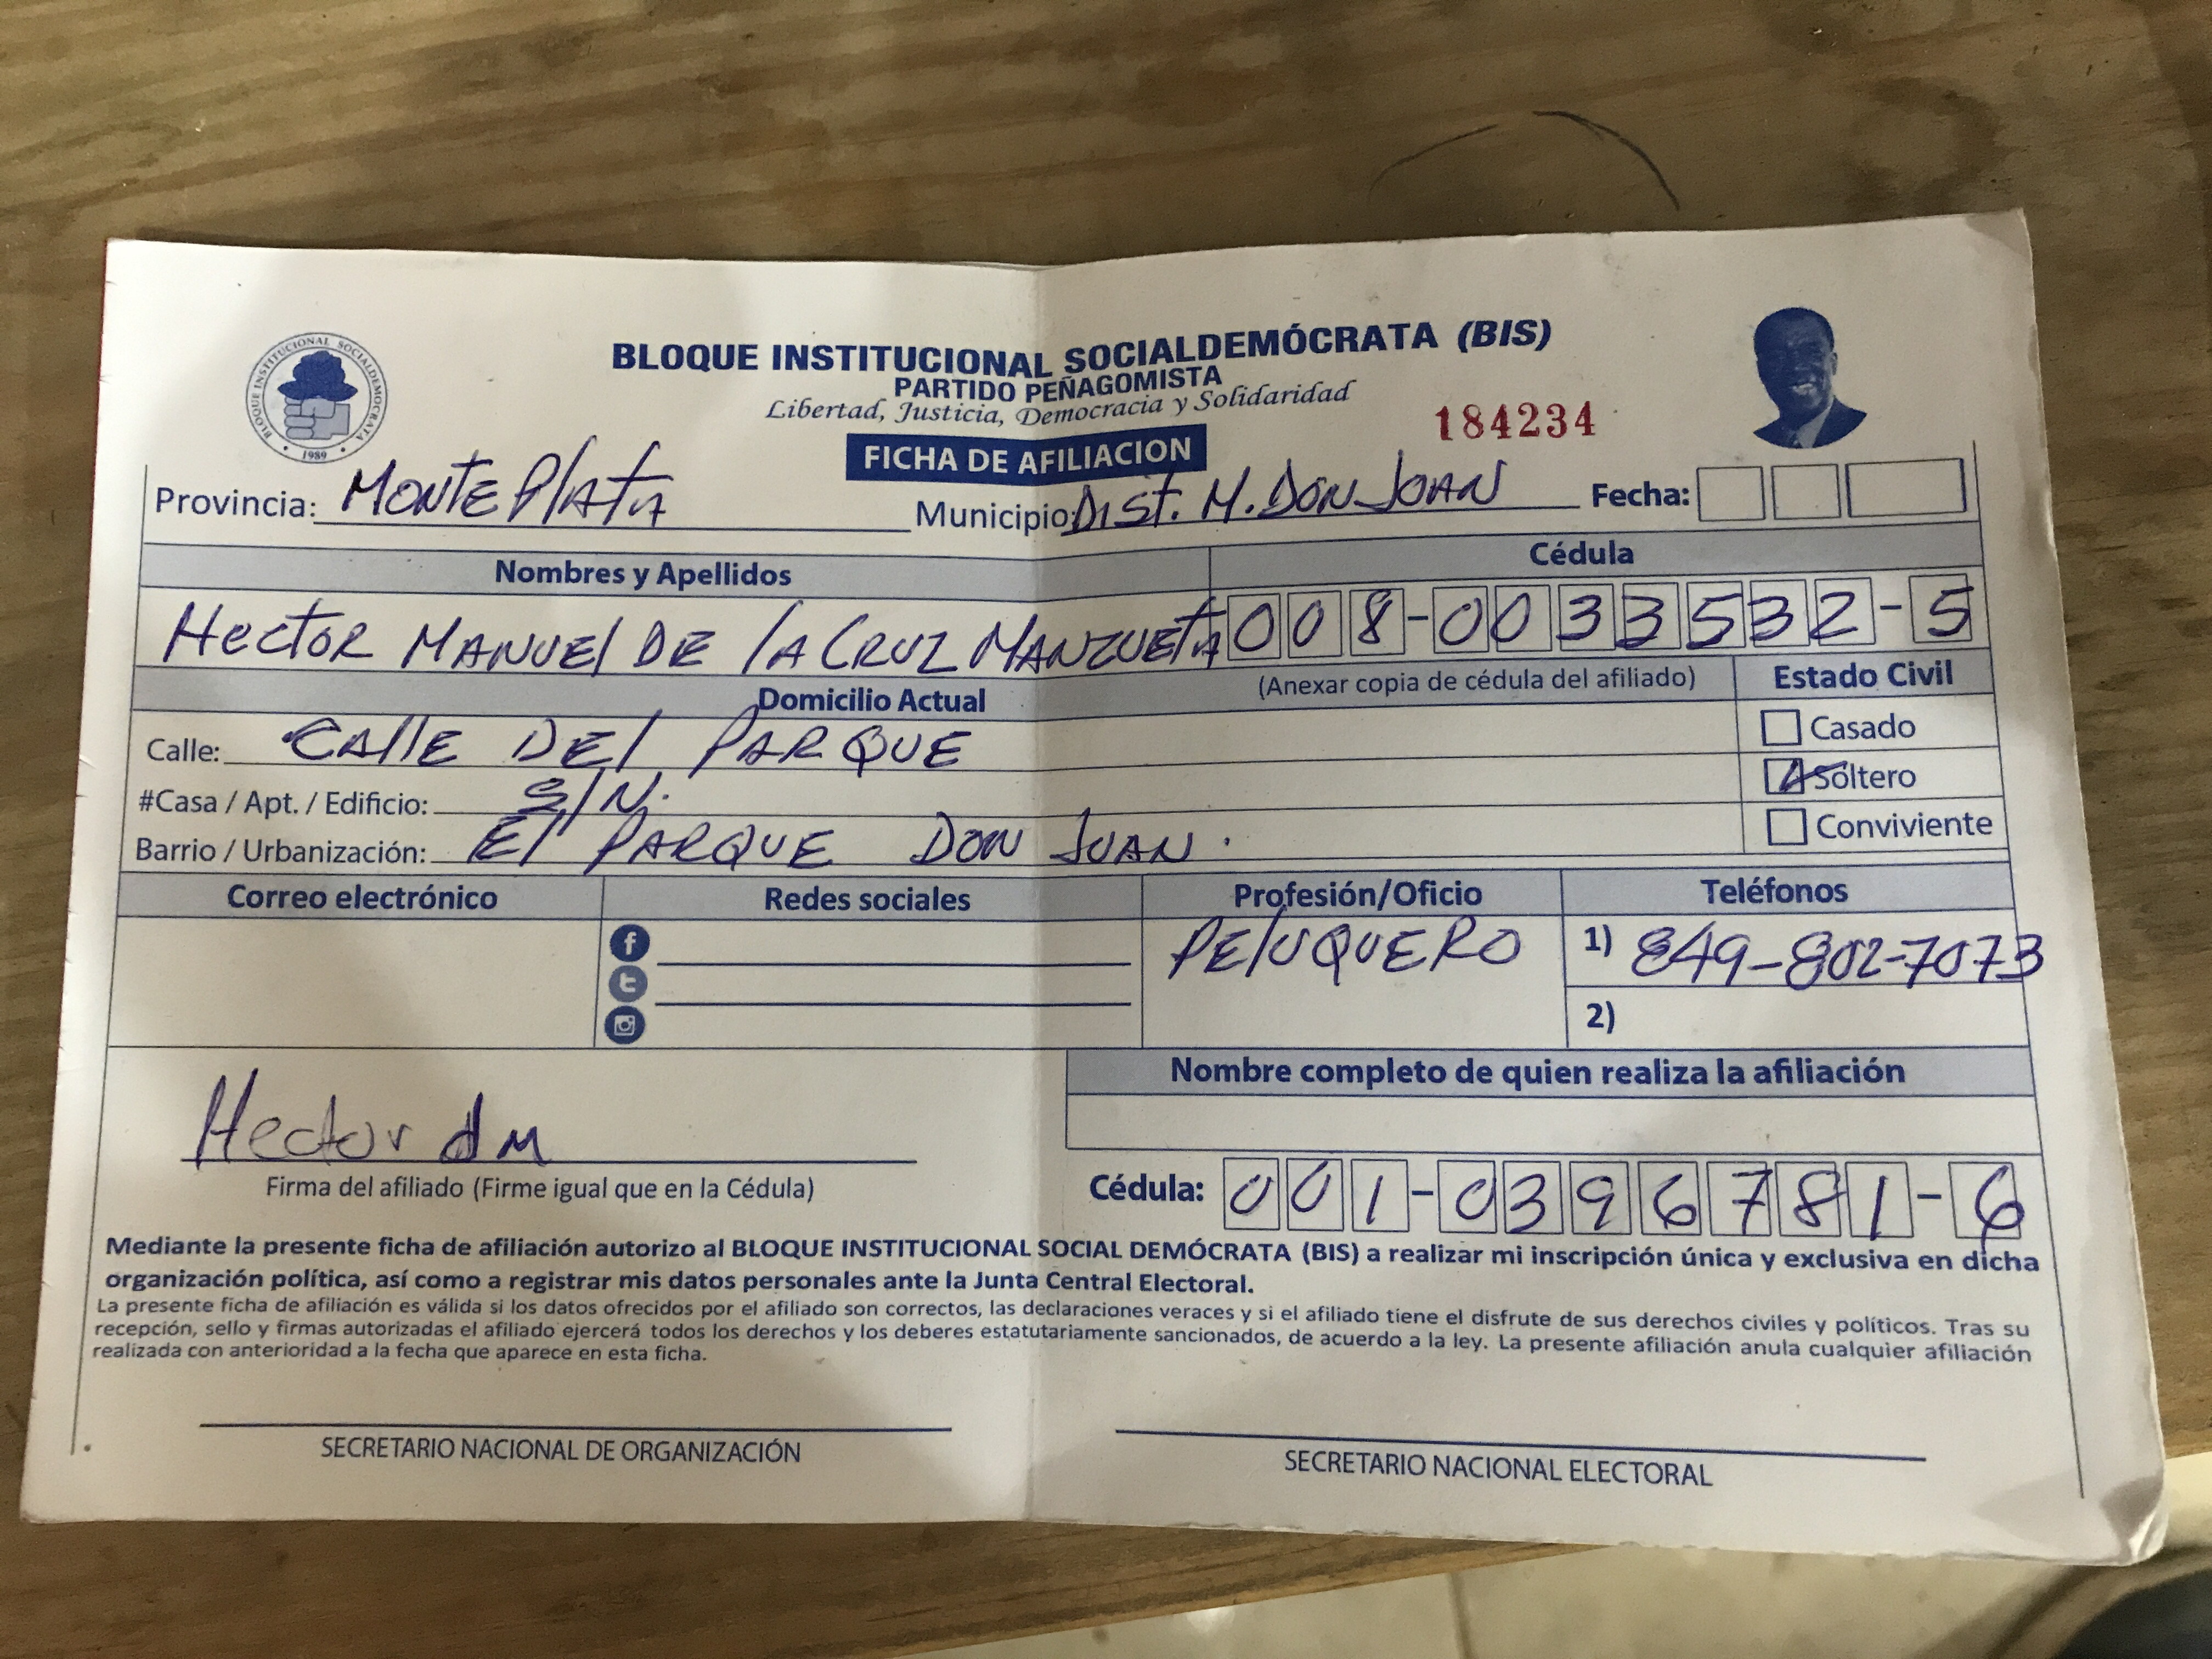 BLOQUE INSTITUCIONAL SOCIALDEMÓCRATA (BIS)
PARTIDO PEÑAGOMISTA
Libertad, Justicia, Democracia y Solidaridad
BLOQUE INSTITUCIONAL SOCIALDEMOCRATA
1989
184234
FICHA DE AFILIACION
Provincia: MONTE PlATA Municipio: DIST. M. DON JUAN Fecha:
Nombres y Apellidos Cédula
HECTOR MANUEl DE lA CRUZ MANZUETA 008-0033532-5
Domicilio Actual (Anexar copia de cédula del afiliado) Estado Civil
Calle: CAllE DEl PARQUE Casado
#Casa / Apt. / Edificio: S/N. Soltero
Barrio / Urbanización: El PARQUE DON JUAN. Conviviente
Correo electrónico Redes sociales Profesión/Oficio Teléfonos
PElUQUERO 1) 849-802-7073
2)
Nombre completo de quien realiza la afiliación
Hector dm
Firma del afiliado (Firme igual que en la Cédula) Cédula: 001-0396781-6
Mediante la presente ficha de afiliación autorizo al BLOQUE INSTITUCIONAL SOCIAL DEMÓCRATA (BIS) a realizar mi inscripción única y exclusiva en dicha
organización política, así como a registrar mis datos personales ante la Junta Central Electoral.
La presente ficha de afiliación es válida si los datos ofrecidos por el afiliado son correctos, las declaraciones veraces y si el afiliado tiene el disfrute de sus derechos civiles y políticos. Tras su
recepción, sello y firmas autorizadas el afiliado ejercerá todos los derechos y los deberes estatutariamente sancionados, de acuerdo a la ley. La presente afiliación anula cualquier afiliación
realizada con anterioridad a la fecha que aparece en esta ficha.
SECRETARIO NACIONAL DE ORGANIZACIÓN SECRETARIO NACIONAL ELECTORAL